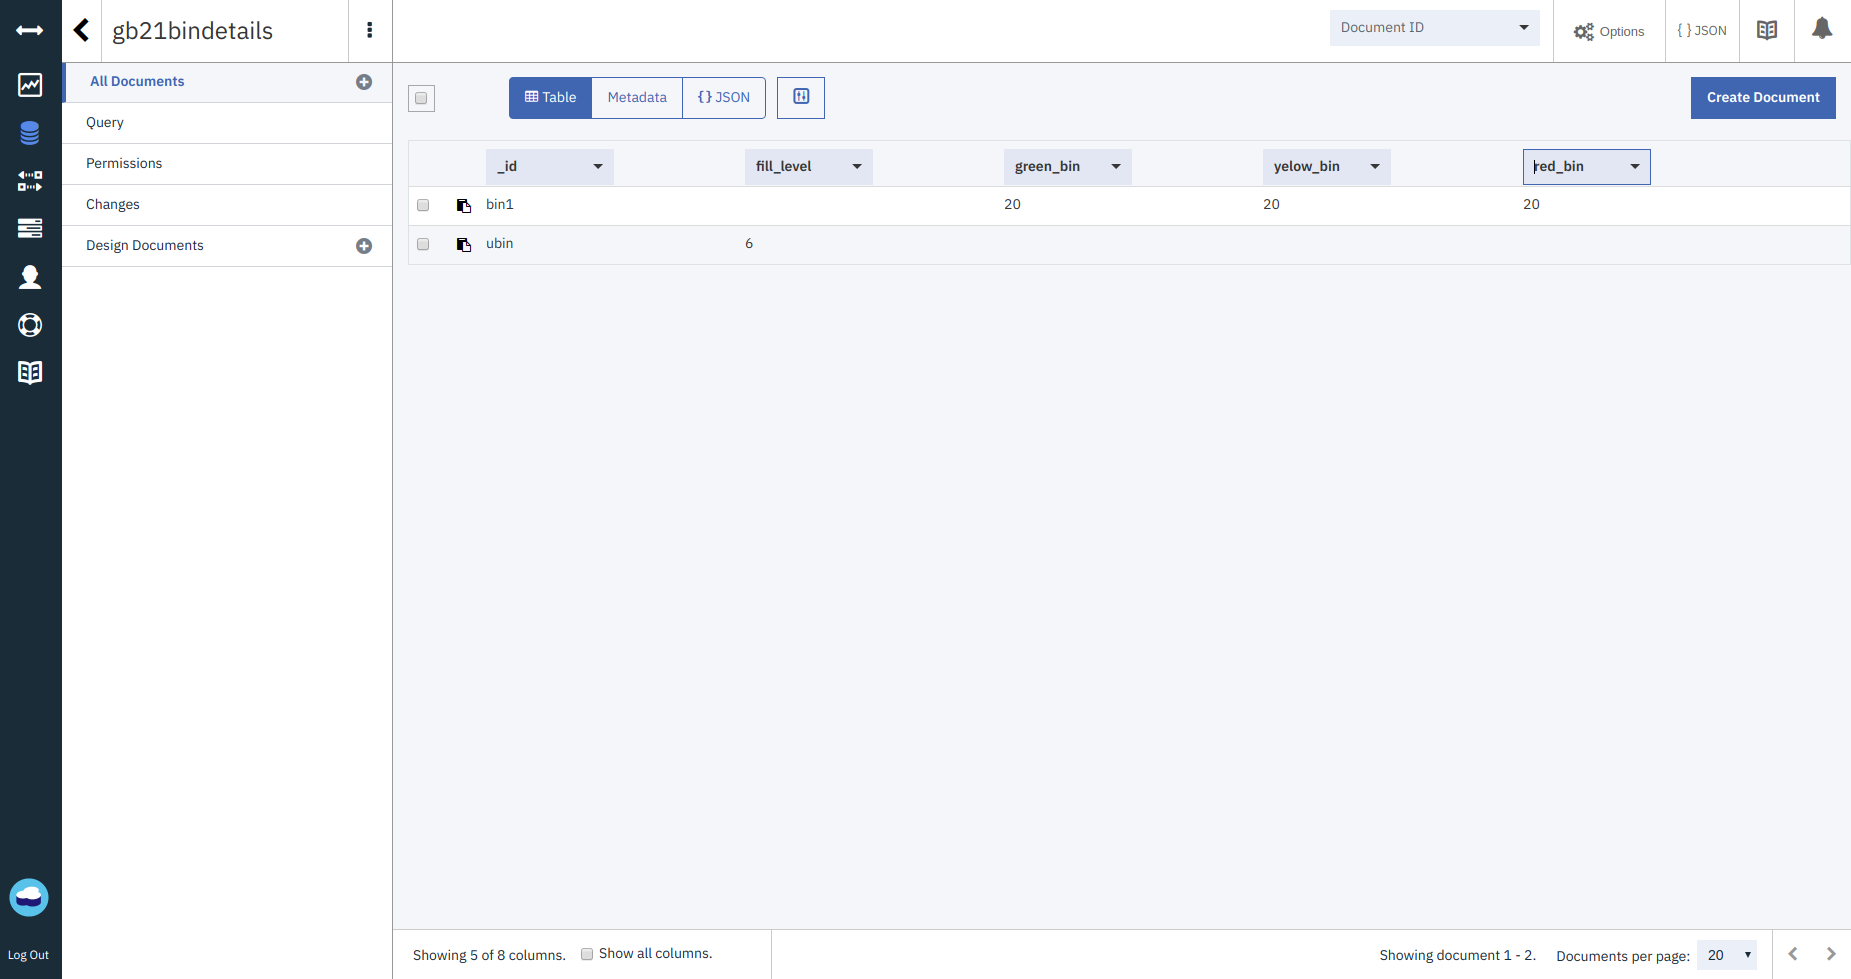 gb21bindetails
Document ID
Options
{ } JSON
All Documents
Query
Permissions
Changes
Design Documents
Table
Metadata
{ } JSON
Create Document
_id fill_level green_bin yelow_bin red_bin
bin1 20 20 20
ubin 6
Log Out
Showing 5 of 8 columns. Show all columns. Showing document 1 - 2. Documents per page: 20